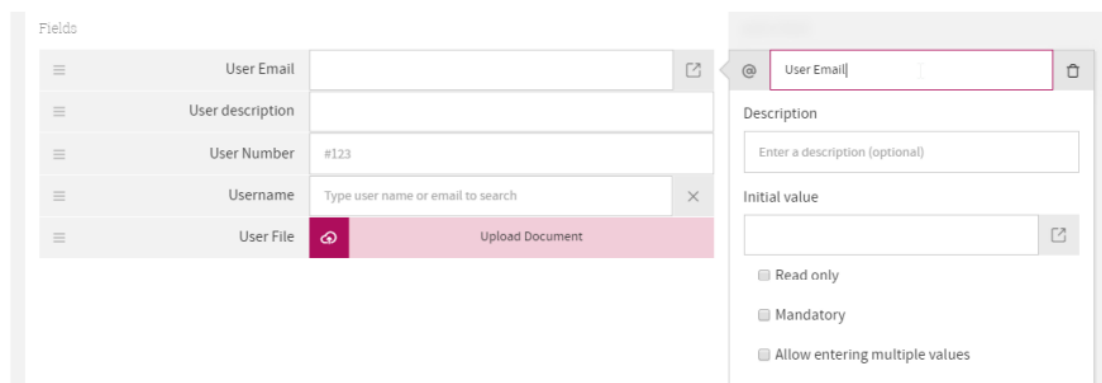 Fields
User Email
User description
User Number #123
Username Type user name or email to search
User File Upload Document
@ User Email
Description
Enter a description (optional)
Initial value
Read only
Mandatory
Allow entering multiple values